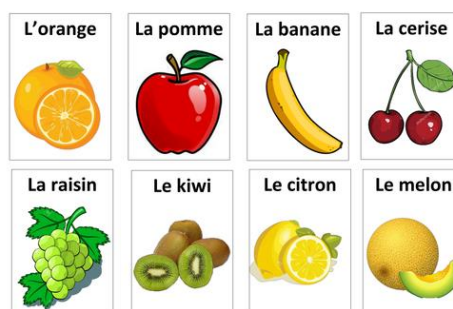 L'orange
La pomme
La banane
La cerise
La raisin
Le kiwi
Le citron
Le melon